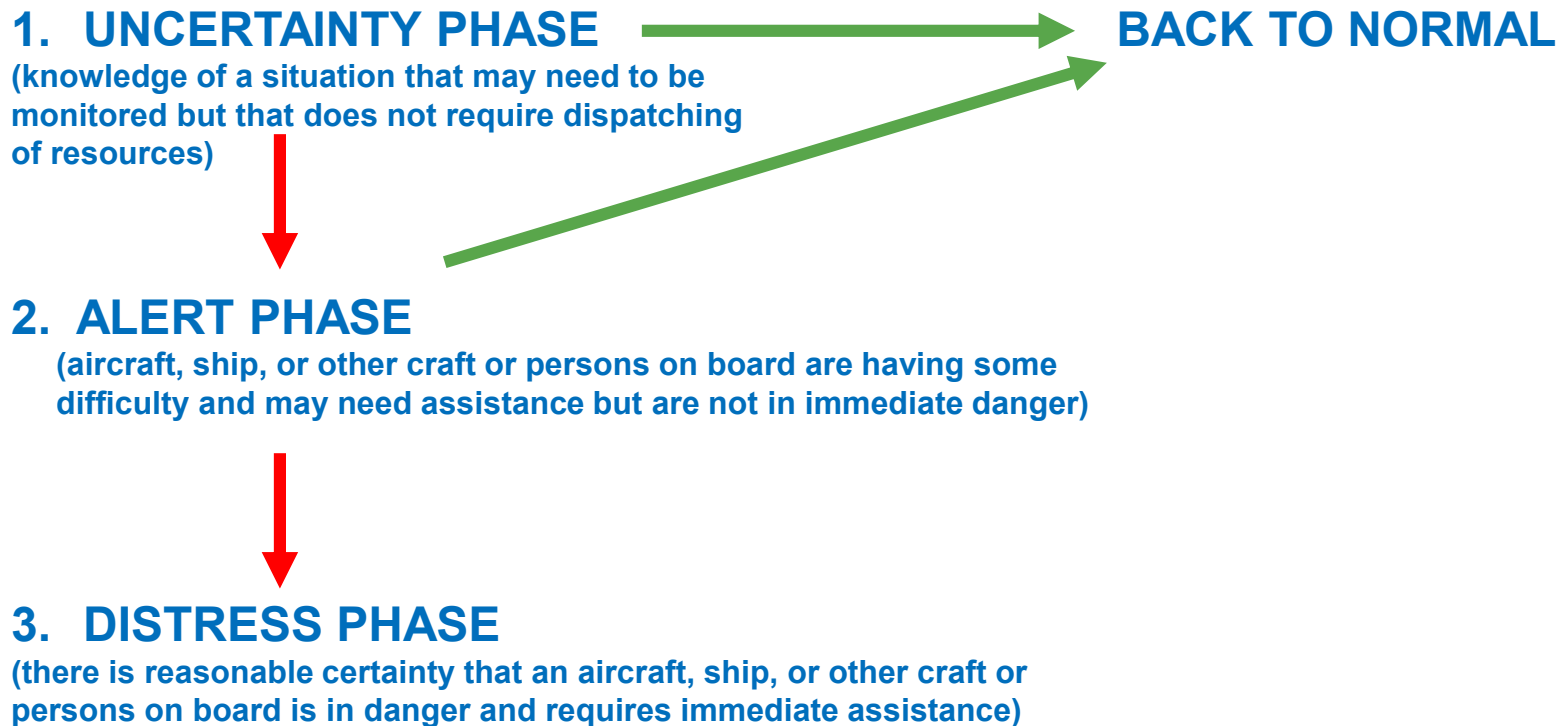 1. UNCERTAINTY PHASE
BACK TO NORMAL
(knowledge of a situation that may need to be
monitored but that does not require dispatching
of resources)
2. ALERT PHASE
(aircraft, ship, or other craft or persons on board are having some
difficulty and may need assistance but are not in immediate danger)
3. DISTRESS PHASE
(there is reasonable certainty that an aircraft, ship, or other craft or
persons on board is in danger and requires immediate assistance)